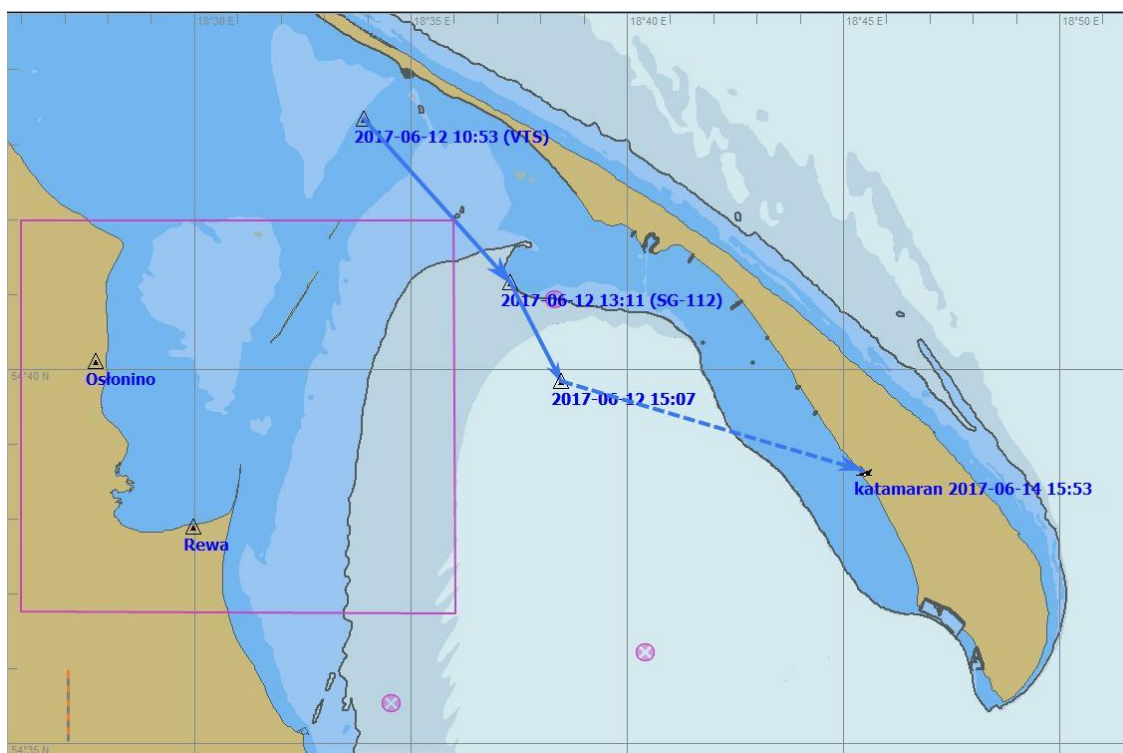 18°30 E
18°35 E
18°40 E
18°45 E
18°50 E
2017-06-12 10:53 (VTS)
2017-06-12 13:11 (SG-112)
54°40 N
Osłonino
2017-06-12 15:07
katamaran 2017-06-14 15:53
Rewa
54°35 N